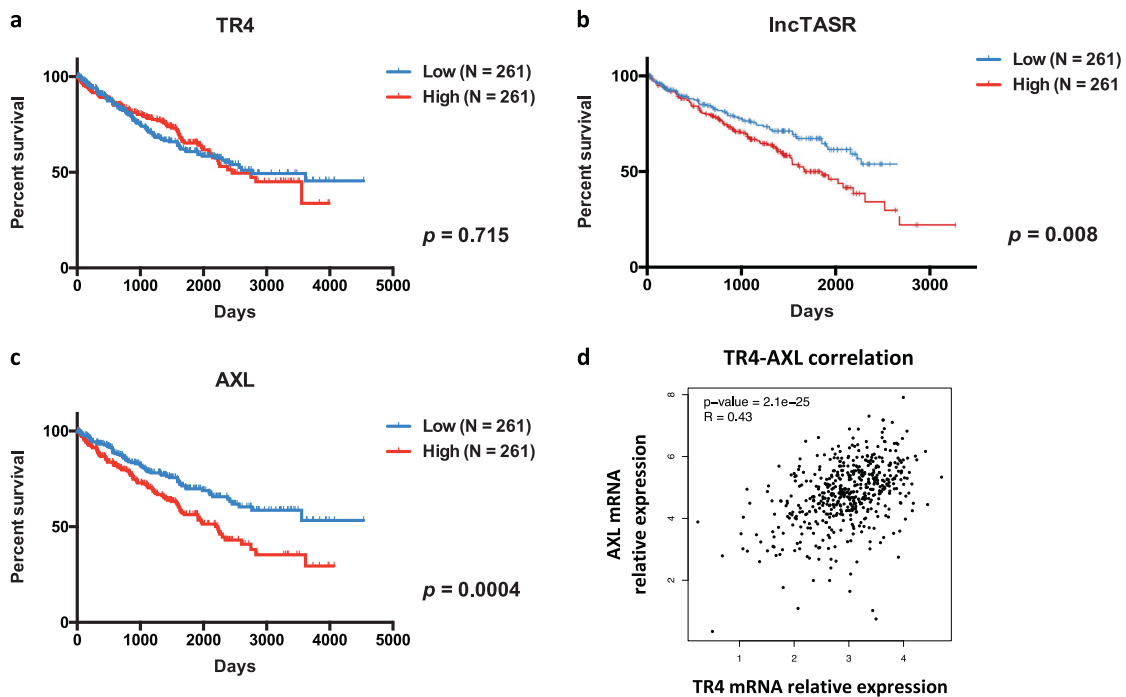 a
TR4
Low (N = 261)
High (N = 261)
Percent survival
100
50
0
0 1000 2000 3000 4000 5000
Days
p = 0.715
b
lncTASR
Low (N = 261)
High (N = 261
Percent survival
100
50
0
0 1000 2000 3000
Days
p = 0.008
c
AXL
Low (N = 261)
High (N = 261)
Percent survival
100
50
0
0 1000 2000 3000 4000 5000
Days
p = 0.0004
d
TR4-AXL correlation
p-value = 2.1e-25
R = 0.43
AXL mRNA
relative expression
8
6
4
2
1 2 3 4
TR4 mRNA relative expression